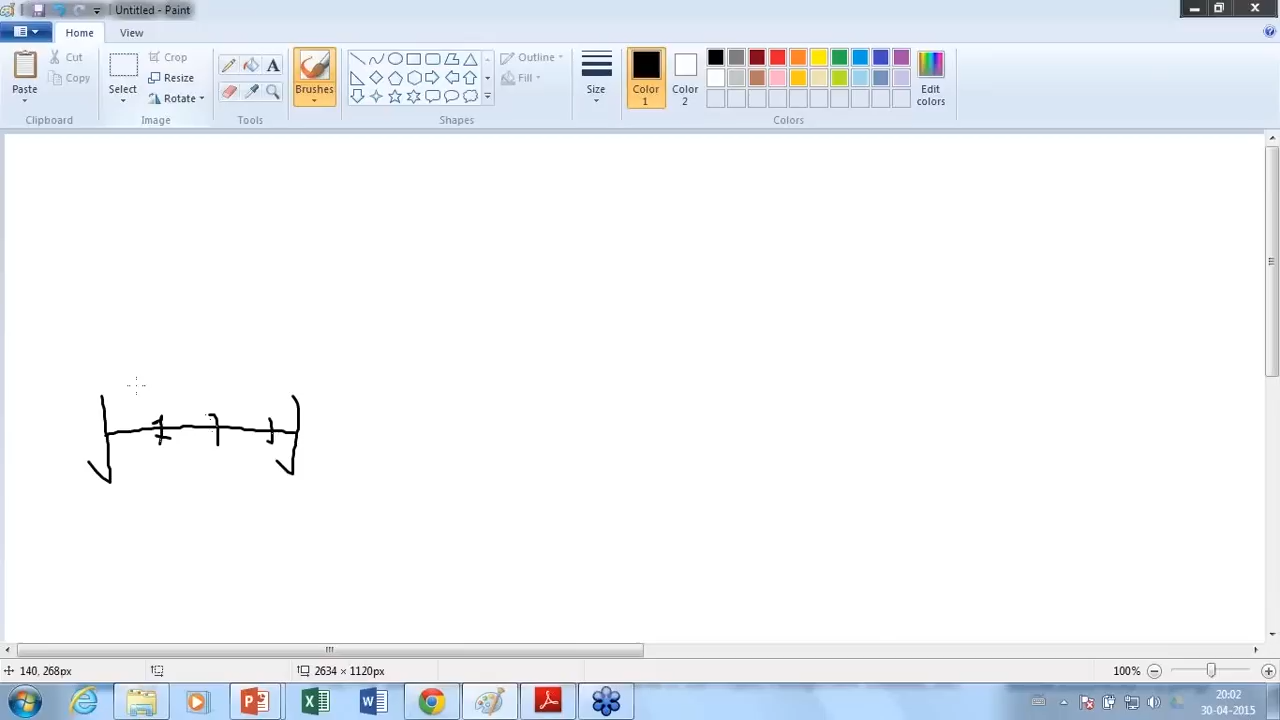 Untitled - Paint
Home View
Paste Cut Copy Clipboard
Select Crop Resize Rotate Image
Tools
Brushes
Outline Fill Shapes
Size
Color 1 Color 2 Edit colors Colors
140, 268px 2634 × 1120px 100%
20:02
30-04-2015